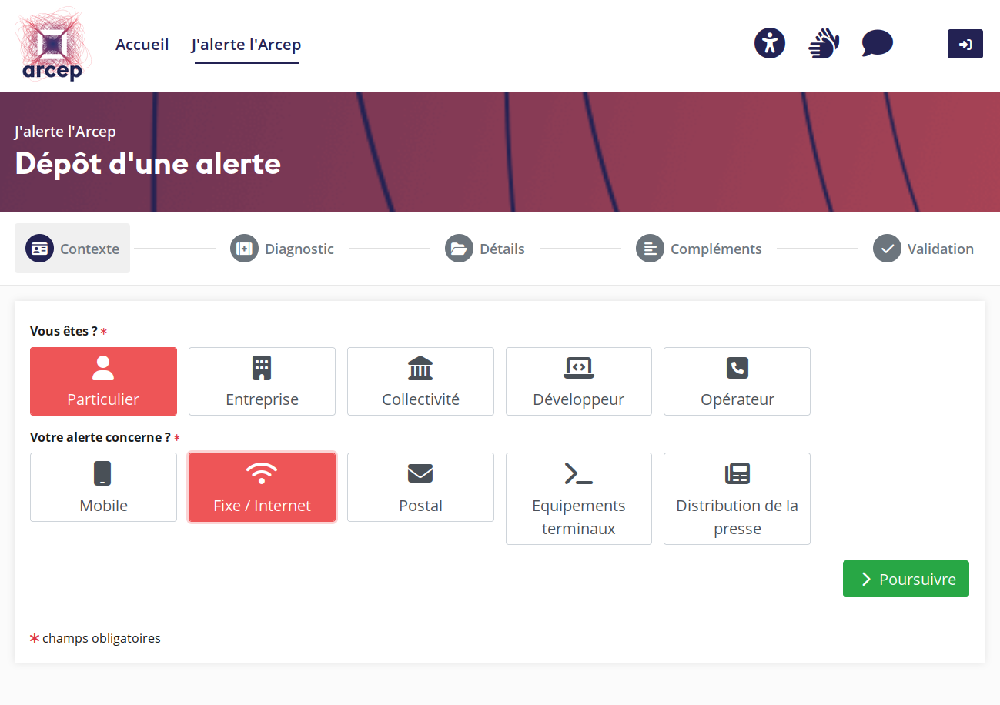 arcep
Accueil
J'alerte l'Arcep
J'alerte l'Arcep
Dépôt d'une alerte
Contexte
Diagnostic
Détails
Compléments
Validation
Vous êtes ? *
Particulier
Entreprise
Collectivité
Développeur
Opérateur
Votre alerte concerne ? *
Mobile
Fixe / Internet
Postal
Equipements
terminaux
Distribution de la
presse
Poursuivre
* champs obligatoires